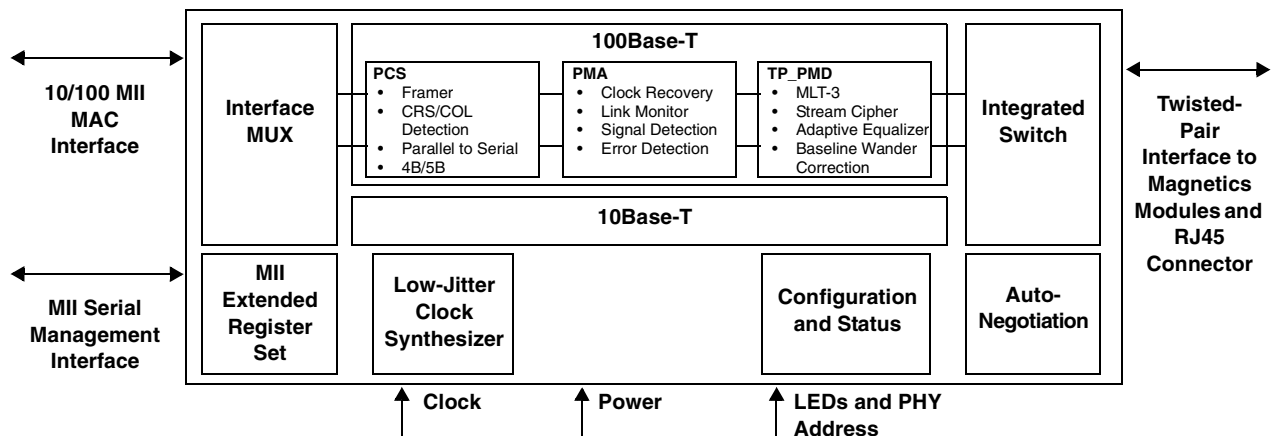 100Base-T
10/100 MII
MAC
Interface
Interface
MUX
PCS
• Framer
• CRS/COL
Detection
• Parallel to Serial
• 4B/5B
PMA
• Clock Recovery
• Link Monitor
• Signal Detection
• Error Detection
TP_PMD
• MLT-3
• Stream Cipher
• Adaptive Equalizer
• Baseline Wander
Correction
Integrated
Switch
Twisted-
Pair
Interface to
Magnetics
Modules and
RJ45
Connector
10Base-T
MII Serial
Management
Interface
MII
Extended
Register
Set
Low-Jitter
Clock
Synthesizer
Configuration
and Status
Auto-
Negotiation
Clock
Power
LEDs and PHY
Address